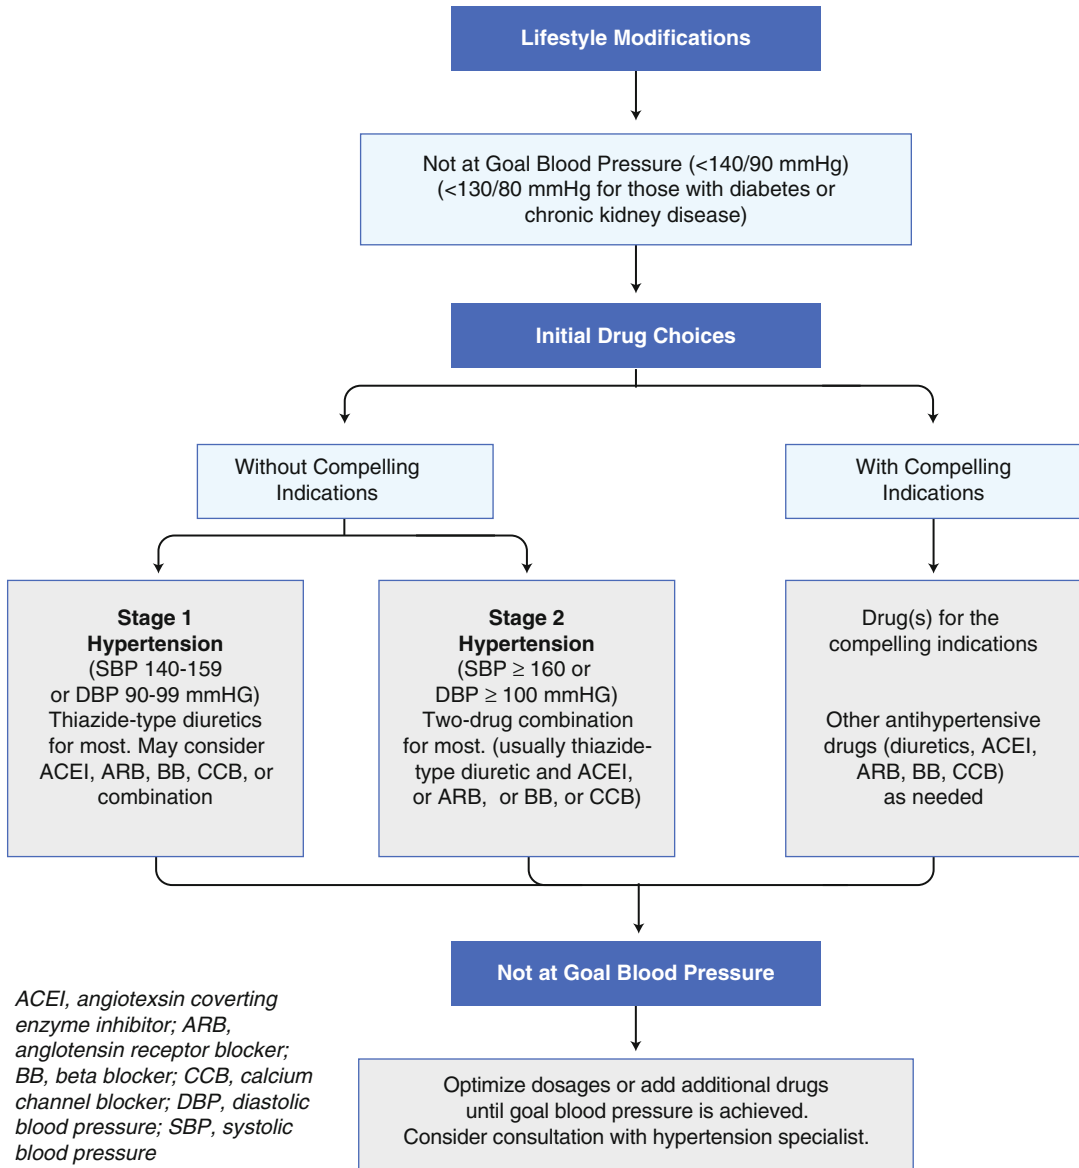 Lifestyle Modifications
Not at Goal Blood Pressure (<140/90 mmHg)
(<130/80 mmHg for those with diabetes or
chronic kidney disease)
Initial Drug Choices
Without Compelling
Indications
With Compelling
Indications
Stage 1
Hypertension
(SBP 140-159
or DBP 90-99 mmHG)
Thiazide-type diuretics
for most. May consider
ACEI, ARB, BB, CCB, or
combination
Stage 2
Hypertension
(SBP ≥ 160 or
DBP ≥ 100 mmHG)
Two-drug combination
for most. (usually thiazide-
type diuretic and ACEI,
or ARB, or BB, or CCB)
Drug(s) for the
compelling indications
Other antihypertensive
drugs (diuretics, ACEI,
ARB, BB, CCB)
as needed
Not at Goal Blood Pressure
Optimize dosages or add additional drugs
until goal blood pressure is achieved.
Consider consultation with hypertension specialist.
ACEI, angiotexsin coverting
enzyme inhibitor; ARB,
anglotensin receptor blocker;
BB, beta blocker; CCB, calcium
channel blocker; DBP, diastolic
blood pressure; SBP, systolic
blood pressure